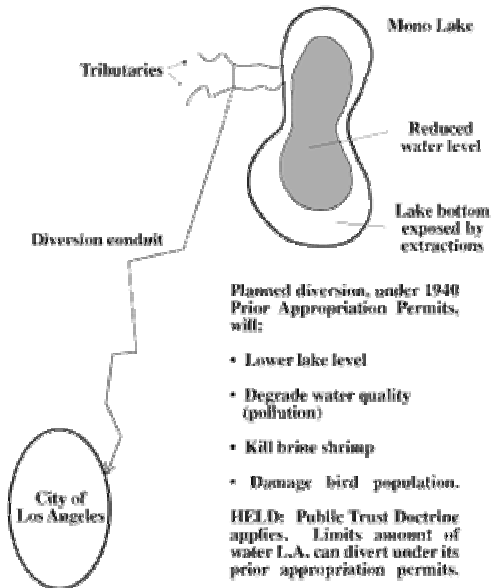 Mono Lake
Tributaries
Reduced
water level
Lake bottom
exposed by
extractions
Diversion conduit
Planned diversion, under 1940
Prior Appropriation Permits,
will:
• Lower lake level
• Degrade water quality
(pollution)
• Kill brine shrimp
• Damage bird population.
City of
Los Angeles
HELD: Public Trust Doctrine
applies. Limits amount of
water L.A. can divert under its
prior appropriation permits.